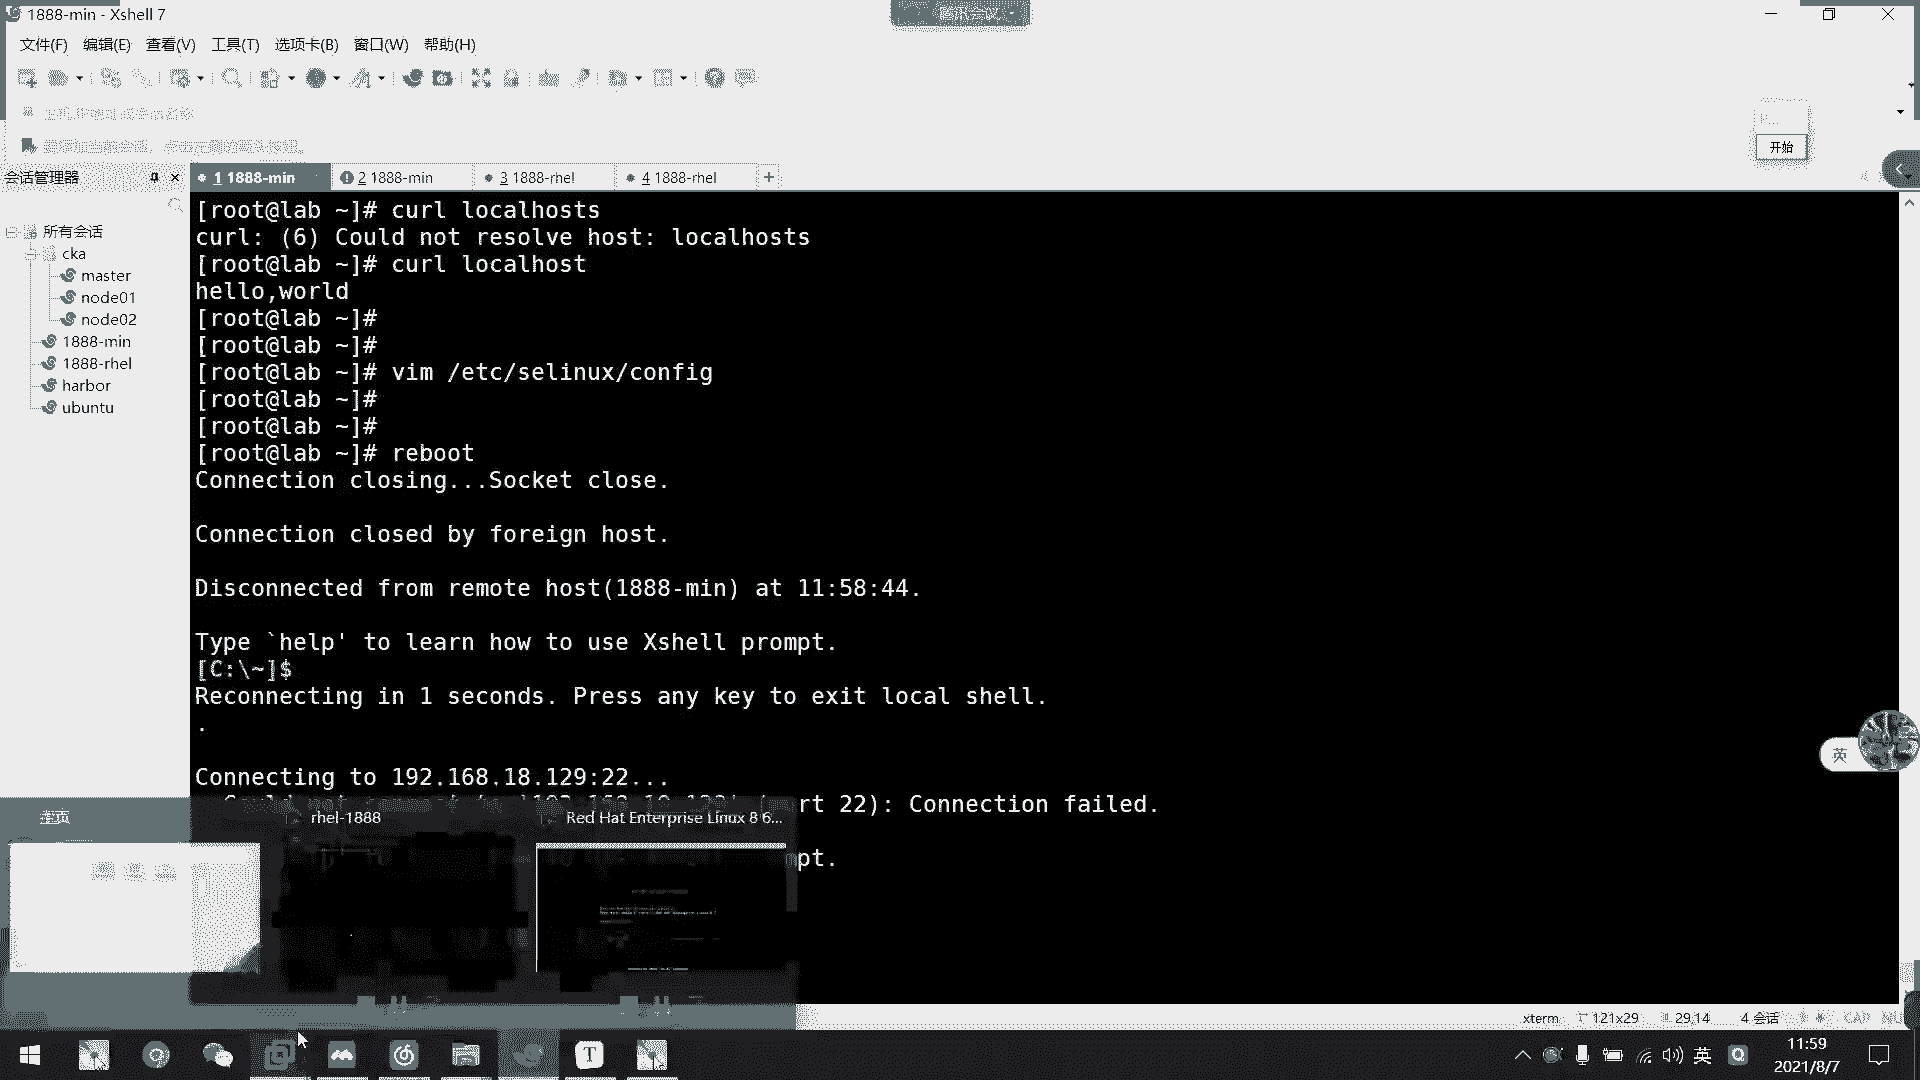 1888-min - Xshell 7
腾讯会议
文件(F) 编辑(E) 查看(V) 工具(T) 选项卡(B) 窗口(W) 帮助(H)
开始
会话管理器
1 1888-min
2 1888-min
3 1888-rhel
4 1888-rhel
+
所有会话
cka
master
node01
node02
1888-min
1888-rhel
harbor
ubuntu
[root@lab ~]# curl localhosts
curl: (6) Could not resolve host: localhosts
[root@lab ~]# curl localhost
hello,world
[root@lab ~]#
[root@lab ~]#
[root@lab ~]# vim /etc/selinux/config
[root@lab ~]#
[root@lab ~]#
[root@lab ~]# reboot
Connection closing...Socket close.
Connection closed by foreign host.
Disconnected from remote host(1888-min) at 11:58:44.
Type `help' to learn how to use Xshell prompt.
[C:\~]$
Reconnecting in 1 seconds. Press any key to exit local shell.
.
Connecting to 192.168.18.129:22...
rt 22): Connection failed.
mpt.
英
主页
rhel-1888
Red Hat Enterprise Linux 8 6...
xterm 121x29 29,14 4 会话 CAP NU
英
11:59
2021/8/7